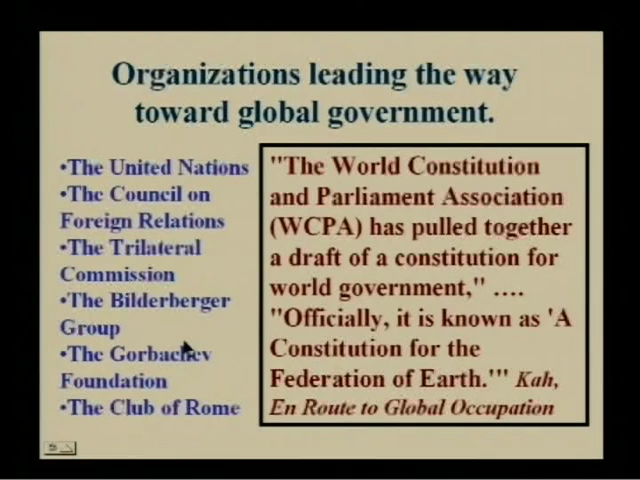 Organizations leading the way
toward global government.
•The United Nations
•The Council on
Foreign Relations
•The Trilateral
Commission
•The Bilderberger
Group
•The Gorbachev
Foundation
•The Club of Rome
"The World Constitution
and Parliament Association
(WCPA) has pulled together
a draft of a constitution for
world government," ....
"Officially, it is known as 'A
Constitution for the
Federation of Earth.'" Kah,
En Route to Global Occupation